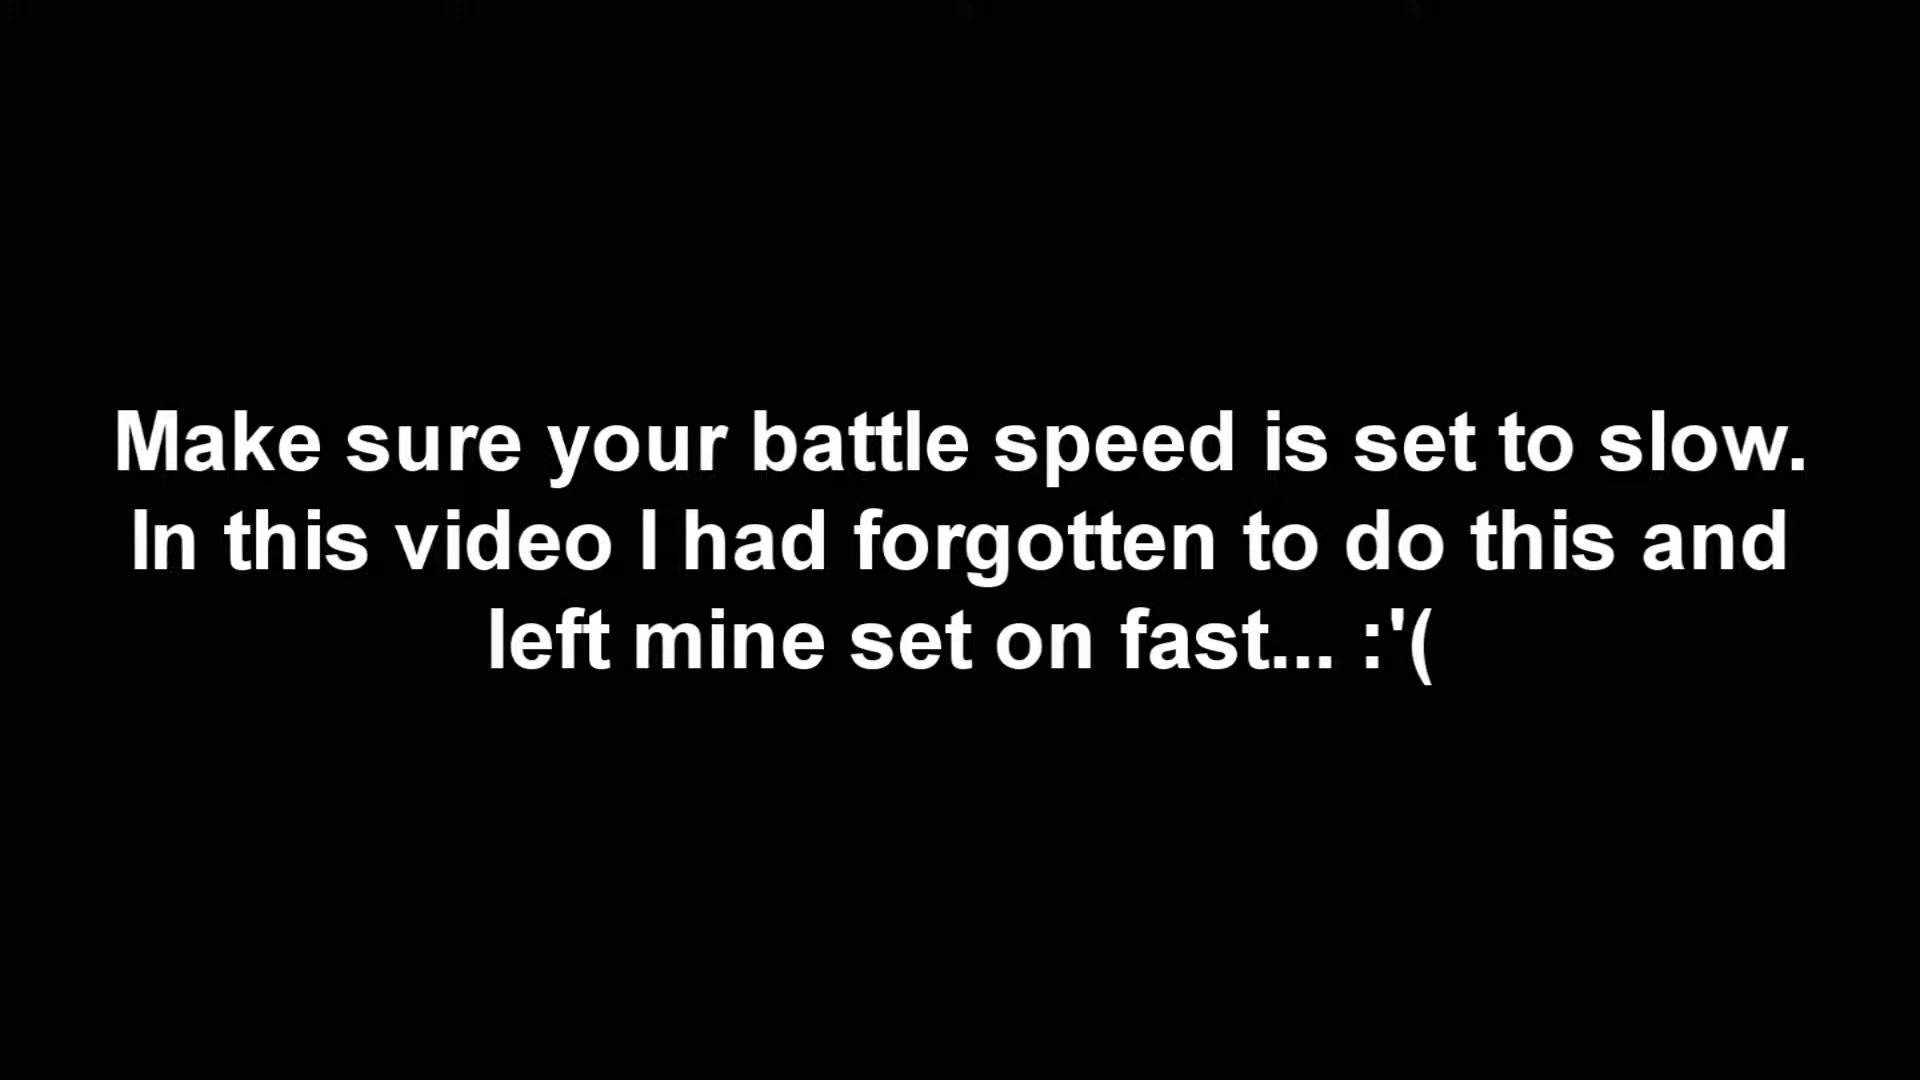 Make sure your battle speed is set to slow.
In this video I had forgotten to do this and
left mine set on fast... :'(